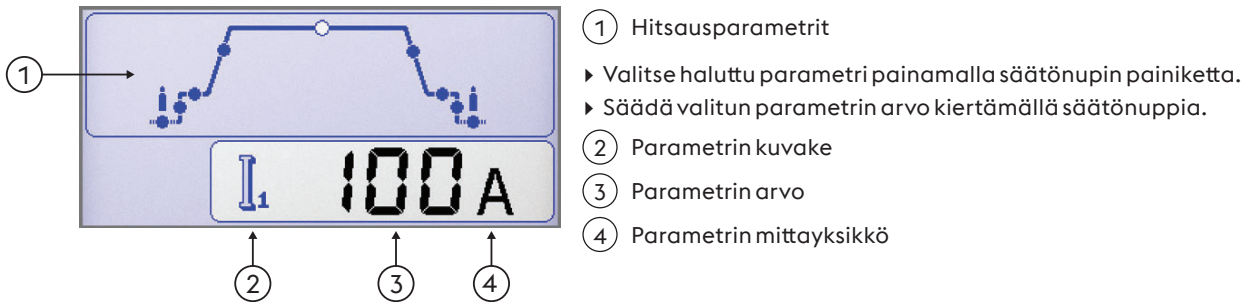 1 Hitsausparametrit
▸ Valitse haluttu parametri painamalla säätönupin painiketta.
▸ Säädä valitun parametrin arvo kiertämällä säätönuppia.
2 Parametrin kuvake
3 Parametrin arvo
4 Parametrin mittayksikkö
1
I1 100 A
2 3 4